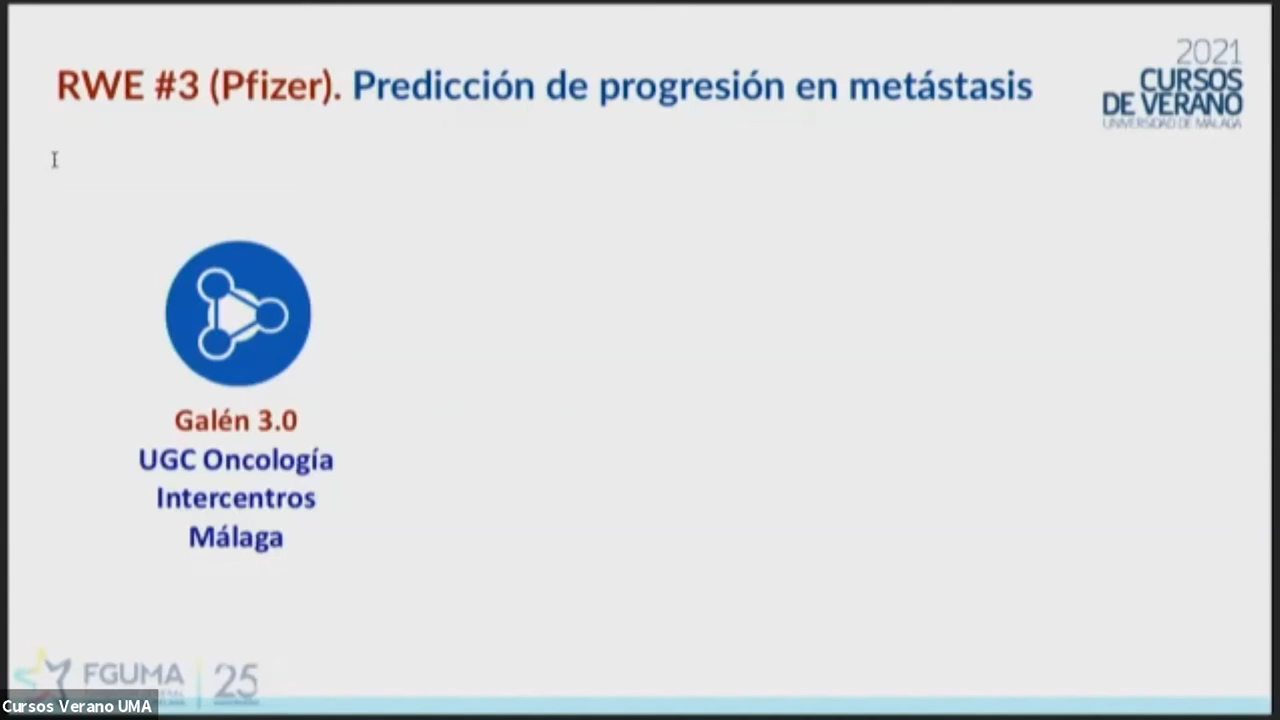 RWE #3 (Pfizer). Predicción de progresión en metástasis
2021
CURSOS
DE VERANO
UNIVERSIDAD DE MÁLAGA
Galén 3.0
UGC Oncología
Intercentros
Málaga
FGUMA
25
Cursos Verano UMA